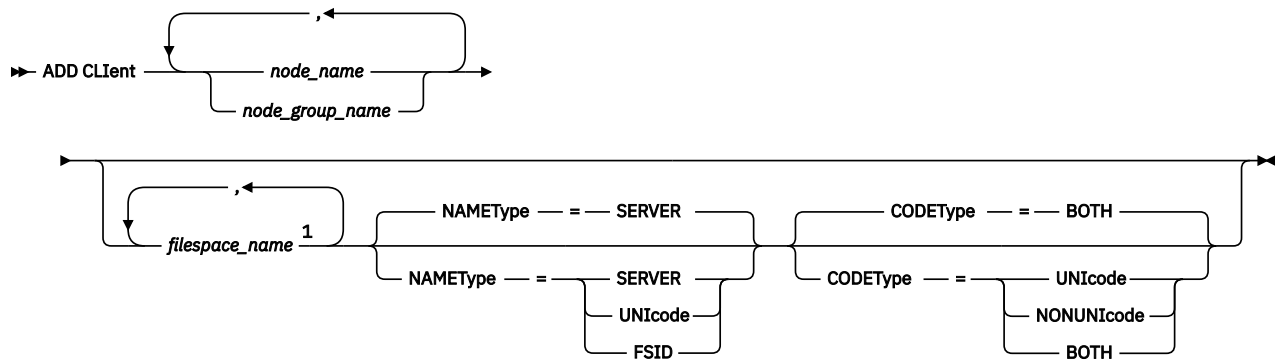 ,
ADD CLIent node_name
node_group_name
,
NAMEType = SERVER CODEType = BOTH
filespace_name 1
NAMEType = SERVER CODEType = UNIcode
UNIcode NONUNIcode
FSID BOTH